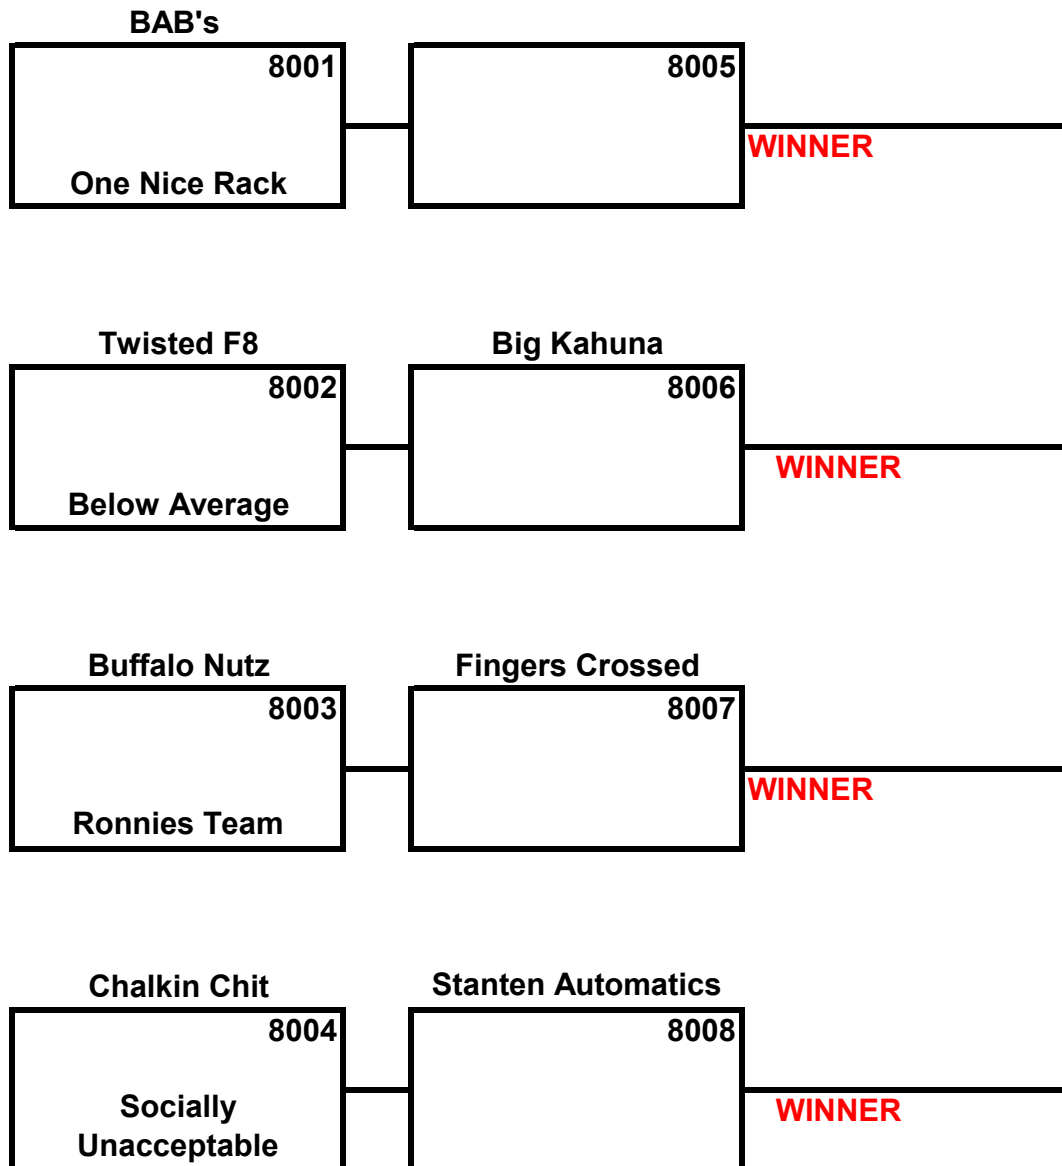 BAB's
8001
8005
WINNER
One Nice Rack
Twisted F8
Big Kahuna
8002
8006
WINNER
Below Average
Buffalo Nutz
Fingers Crossed
8003
8007
WINNER
Ronnies Team
Chalkin Chit
Stanten Automatics
8004
8008
Socially
Unacceptable
WINNER